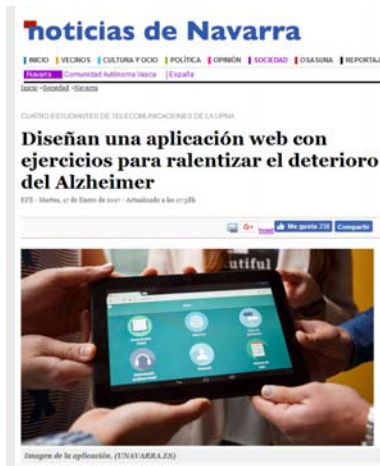 noticias de Navarra
INICIO VECINOS CULTURA Y OCIO POLÍTICA OPINIÓN SOCIEDAD OSASUNA REPORTAJ
Navarra Comunidad Autónoma Vasca España
Inicio »Sociedad »Navarra
CUATRO ESTUDIANTES DE TELECOMUNICACIONES DE LA UPNA
Diseñan una aplicación web con
ejercicios para ralentizar el deterioro
del Alzheimer
EFE - Martes, 17 de Enero de 2017 - Actualizado a las 17:58h
G+ Tweet Me gusta 238 Compartir
utiful
Imagen de la aplicación. (UNAVARRA.ES)